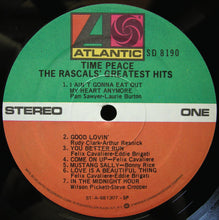 ATLANTIC
SD 8190
TIME PEACE
THE RASCALS' GREATEST HITS
1. I AIN'T GONNA EAT OUT
MY HEART ANYMORE
Pam Sawyer-Laurie Burton
STEREO
ONE
2. GOOD LOVIN'
Rudy Clark-Arthur Resnick
3. YOU BETTER RUN
Felix Cavaliere-Eddie Brigati
4. COME ON UP-Felix Cavaliere
5. MUSTANG SALLY-Bonny Rice
6. LOVE IS A BEAUTIFUL THING
Felix Cavaliere-Eddie Brigati
7. IN THE MIDNIGHT HOUR
Wilson Pickett-Steve Cropper